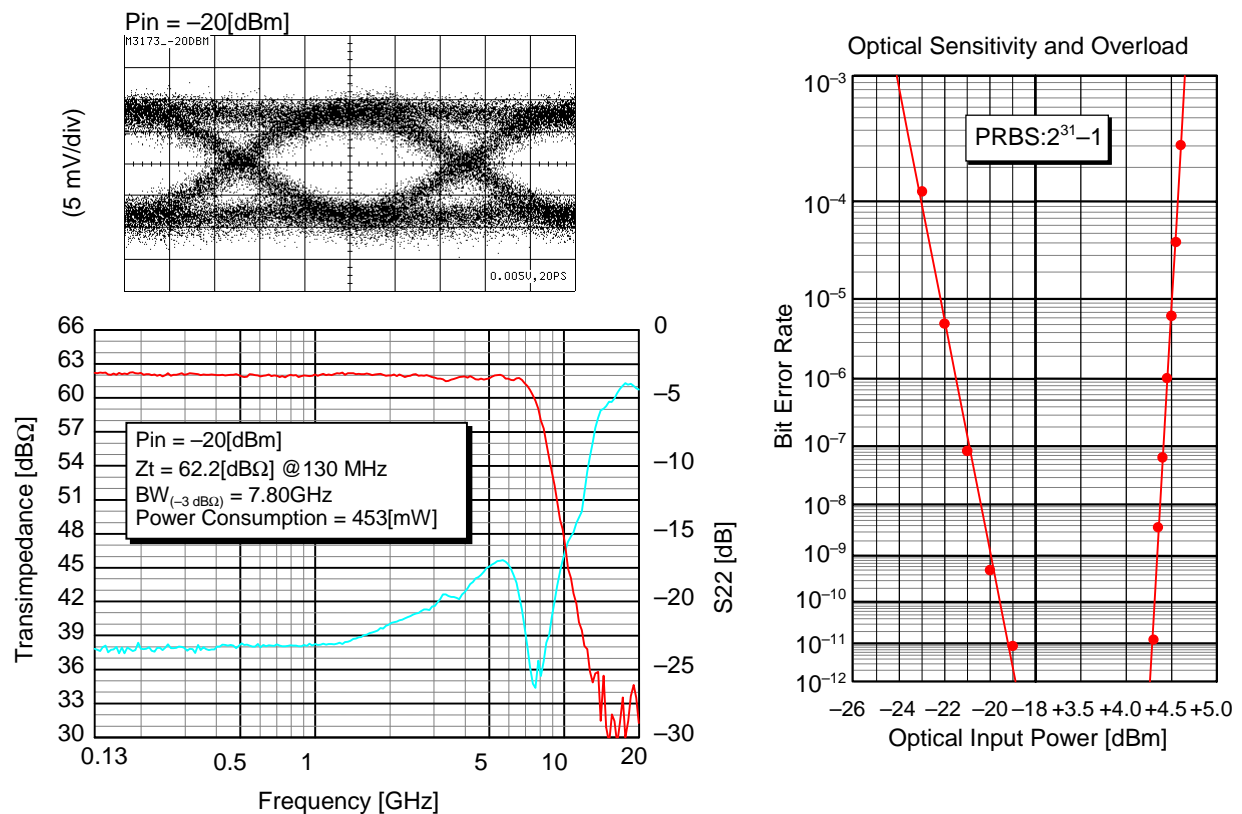 Pin = –20[dBm]
M3173_-20DBM
(5 mV/div)
0.005V,20PS
66
63
60
57
54
51
48
45
42
39
36
33
30
Transimpedance [dBΩ]
Pin = –20[dBm]
Zt = 62.2[dBΩ] @130 MHz
BW(–3 dBΩ) = 7.80GHz
Power Consumption = 453[mW]
0
–5
–10
–15
–20
–25
–30
S22 [dB]
0.13 0.5 1 5 10 20
Frequency [GHz]
Optical Sensitivity and Overload
PRBS:2³¹–1
10⁻³
10⁻⁴
10⁻⁵
10⁻⁶
10⁻⁷
10⁻⁸
10⁻⁹
10⁻¹⁰
10⁻¹¹
10⁻¹²
Bit Error Rate
–26 –24 –22 –20 –18 +3.5 +4.0 +4.5 +5.0
Optical Input Power [dBm]